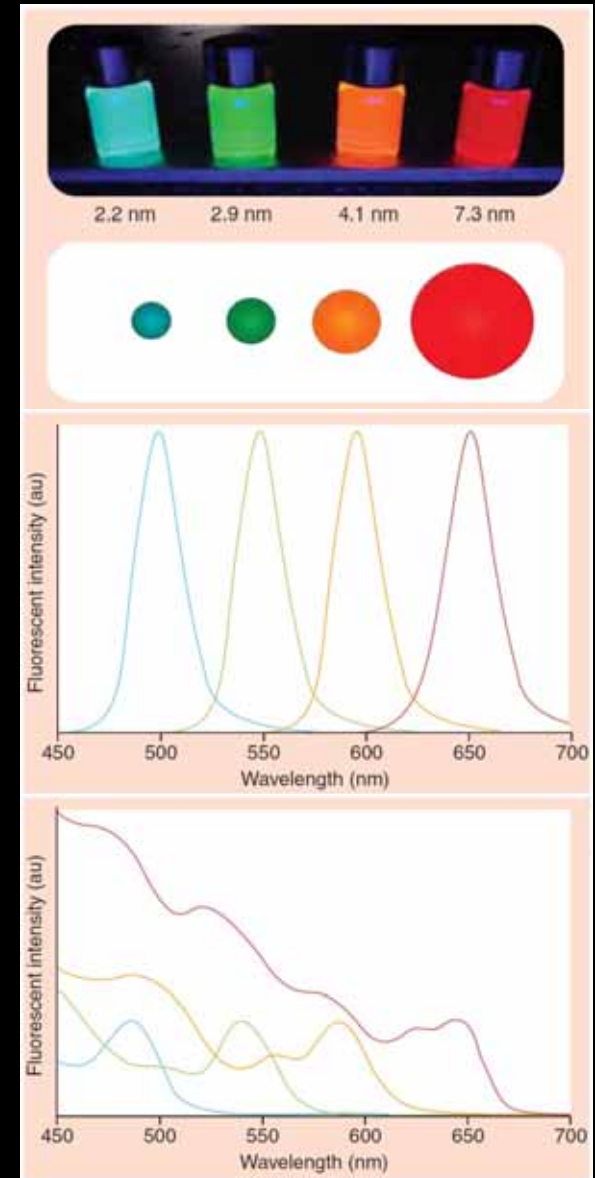 2.2 nm 2.9 nm 4.1 nm 7.3 nm
Fluorescent intensity (au)
450 500 550 600 650 700
Wavelength (nm)
Fluorescent intensity (au)
450 500 550 600 650 700
Wavelength (nm)